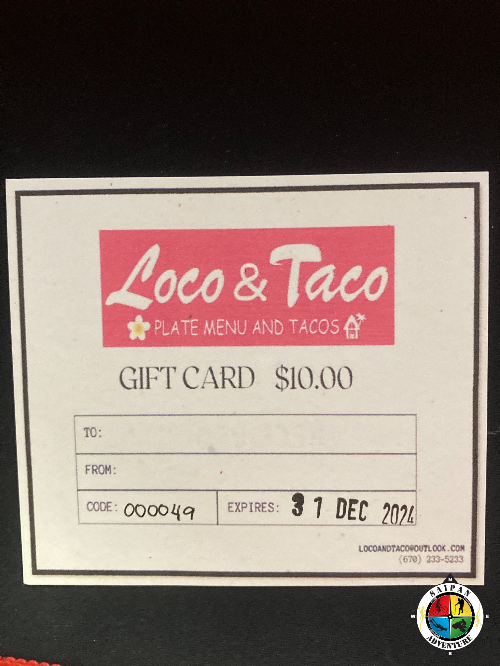 Loco & Taco
PLATE MENU AND TACOS
GIFT CARD $10.00
TO:
FROM:
CODE: 000049
EXPIRES: 31 DEC 2024
LOCOANDTACO@OUTLOOK.COM
(670) 233-5233
SAIPAN
ADVENTURE